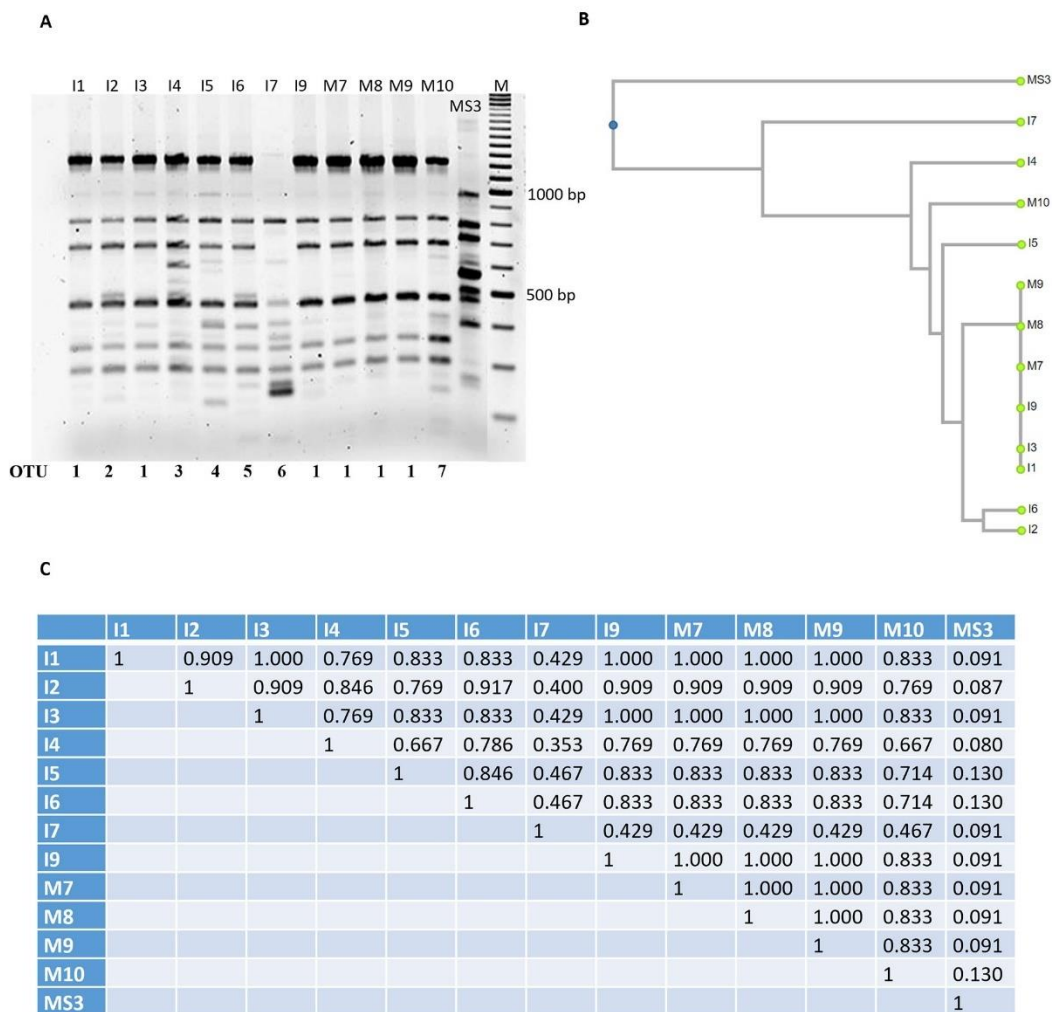 A
B
I1 I2 I3 I4 I5 I6 I7 I9 M7 M8 M9 M10 MS3 M
1000 bp
500 bp
OTU 1 2 1 3 4 5 6 1 1 1 1 7
MS3
I7
I4
M10
I5
M9
M8
M7
I9
I3
I1
I6
I2
C
I1 I2 I3 I4 I5 I6 I7 I9 M7 M8 M9 M10 MS3
I1 1 0.909 1.000 0.769 0.833 0.833 0.429 1.000 1.000 1.000 1.000 0.833 0.091
I2 1 0.909 0.846 0.769 0.917 0.400 0.909 0.909 0.909 0.909 0.769 0.087
I3 1 0.769 0.833 0.833 0.429 1.000 1.000 1.000 1.000 0.833 0.091
I4 1 0.667 0.786 0.353 0.769 0.769 0.769 0.769 0.667 0.080
I5 1 0.846 0.467 0.833 0.833 0.833 0.833 0.714 0.130
I6 1 0.467 0.833 0.833 0.833 0.833 0.714 0.130
I7 1 0.429 0.429 0.429 0.429 0.467 0.091
I9 1 1.000 1.000 1.000 0.833 0.091
M7 1 1.000 1.000 0.833 0.091
M8 1 1.000 0.833 0.091
M9 1 0.833 0.091
M10 1 0.130
MS3 1